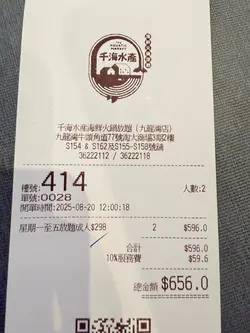 THE
AQUATIC
MARKET
千海水產
千海水產海鮮火鍋放題(九龍灣店)
九龍灣牛頭角道77號淘大商場3期2樓
S154 & S162及S155-S158號舖
36222112 / 36222118
檯號:414 人數:2
單號:0028
開單時間:2025-08-20 12:00:18
星期一至五放題成人$298 2 $596.0
合計 $596.0
10%服務費 $59.6
總金額 $656.0